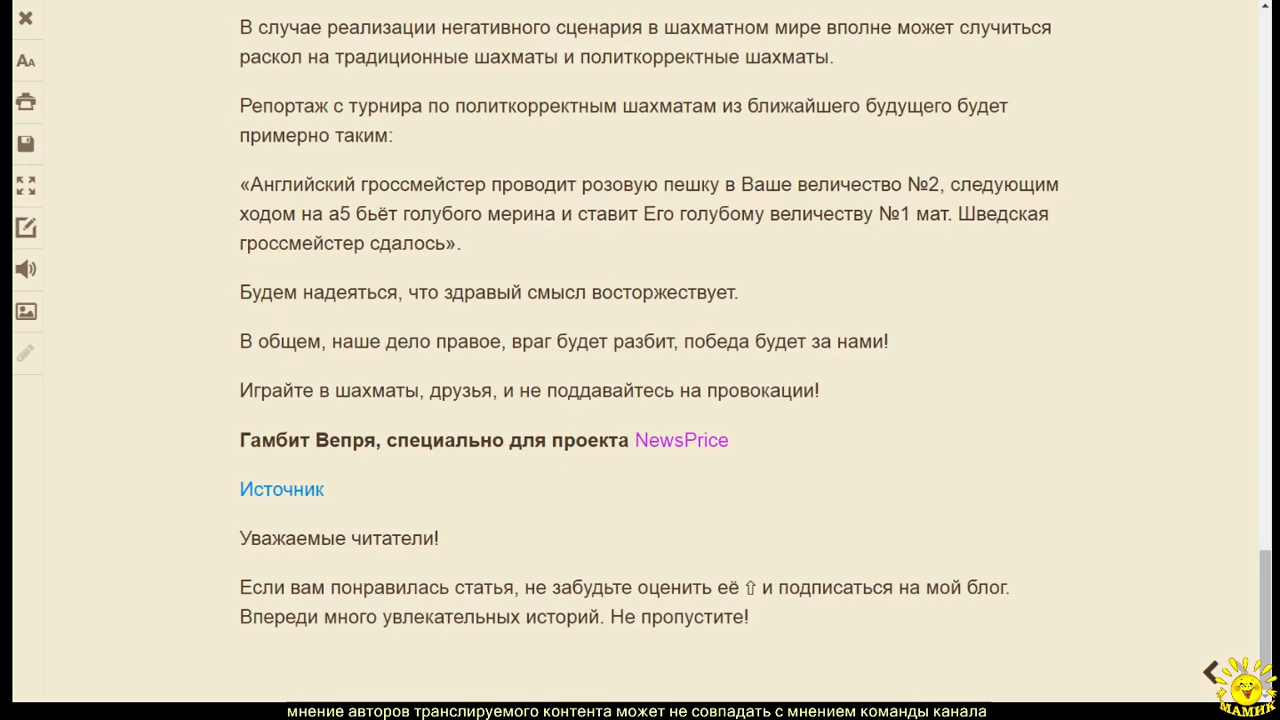 В случае реализации негативного сценария в шахматном мире вполне может случиться
раскол на традиционные шахматы и политкорректные шахматы.
Репортаж с турнира по политкорректным шахматам из ближайшего будущего будет
примерно таким:
«Английский гроссмейстер проводит розовую пешку в Ваше величество №2, следующим
ходом на а5 бьёт голубого мерина и ставит Его голубому величеству №1 мат. Шведская
гроссмейстер сдалось».
Будем надеяться, что здравый смысл восторжествует.
В общем, наше дело правое, враг будет разбит, победа будет за нами!
Играйте в шахматы, друзья, и не поддавайтесь на провокации!
Гамбит Вепря, специально для проекта NewsPrice
Источник
Уважаемые читатели!
Если вам понравилась статья, не забудьте оценить её ⇧ и подписаться на мой блог.
Впереди много увлекательных историй. Не пропустите!
МАМИК
мнение авторов транслируемого контента может не совпадать с мнением команды канала